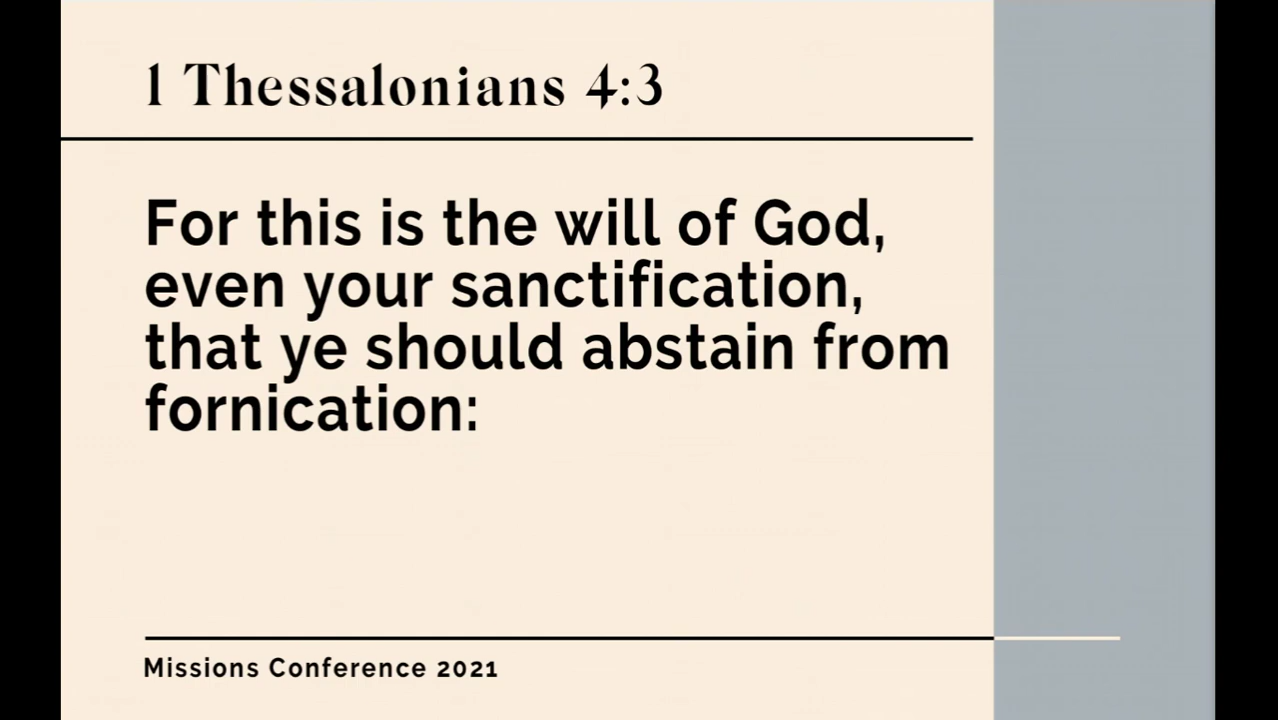 1 Thessalonians 4:3
For this is the will of God,
even your sanctification,
that ye should abstain from
fornication:
Missions Conference 2021